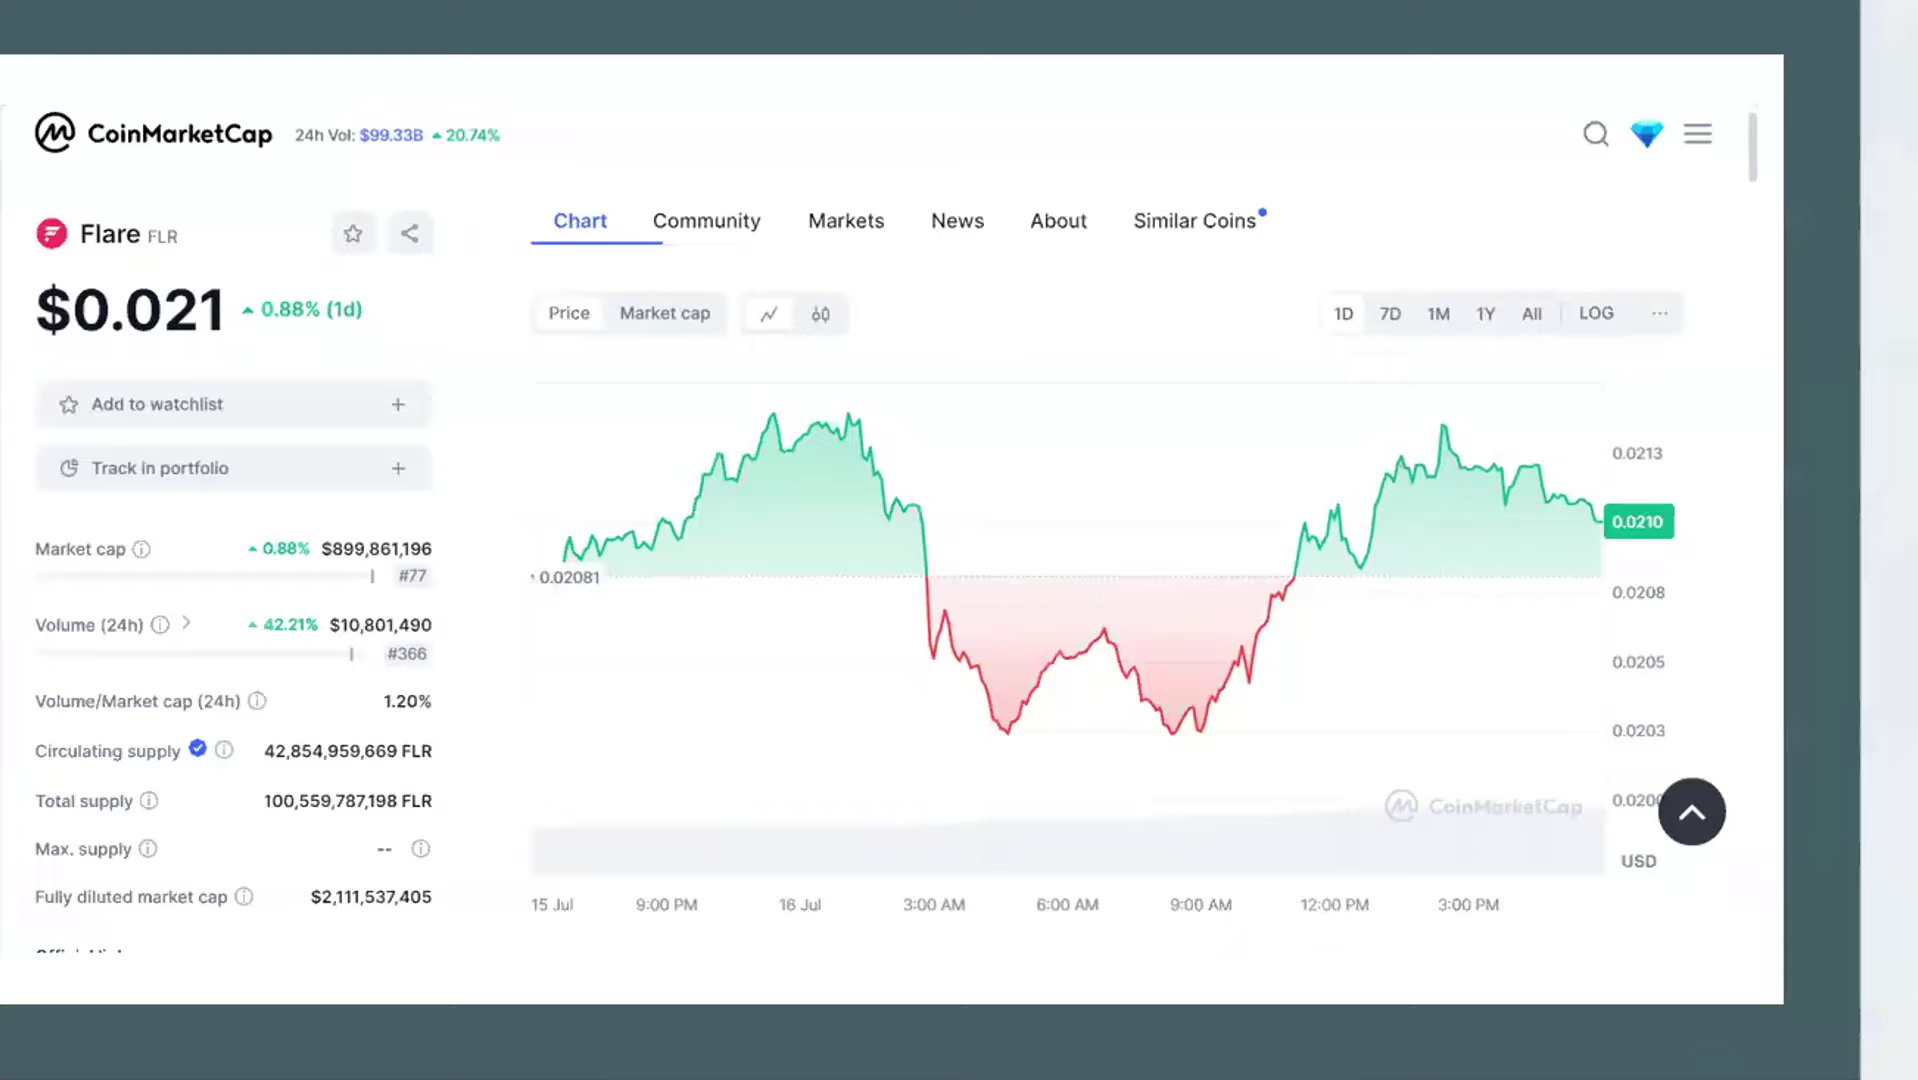 CoinMarketCap
24h Vol: $99.33B 20.74%
Flare FLR
$0.021 0.88% (1d)
Add to watchlist +
Track in portfolio +
Market cap 0.88% $899,861,196
#77
Volume (24h) 42.21% $10,801,490
#366
Volume/Market cap (24h) 1.20%
Circulating supply 42,854,959,669 FLR
Total supply 100,559,787,198 FLR
Max. supply --
Fully diluted market cap $2,111,537,405
Chart Community Markets News About Similar Coins
Price Market cap
1D 7D 1M 1Y All LOG ...
0.0213
0.0210
0.02081
0.0208
0.0205
0.0203
CoinMarketCap
USD
15 Jul 9:00 PM 16 Jul 3:00 AM 6:00 AM 9:00 AM 12:00 PM 3:00 PM